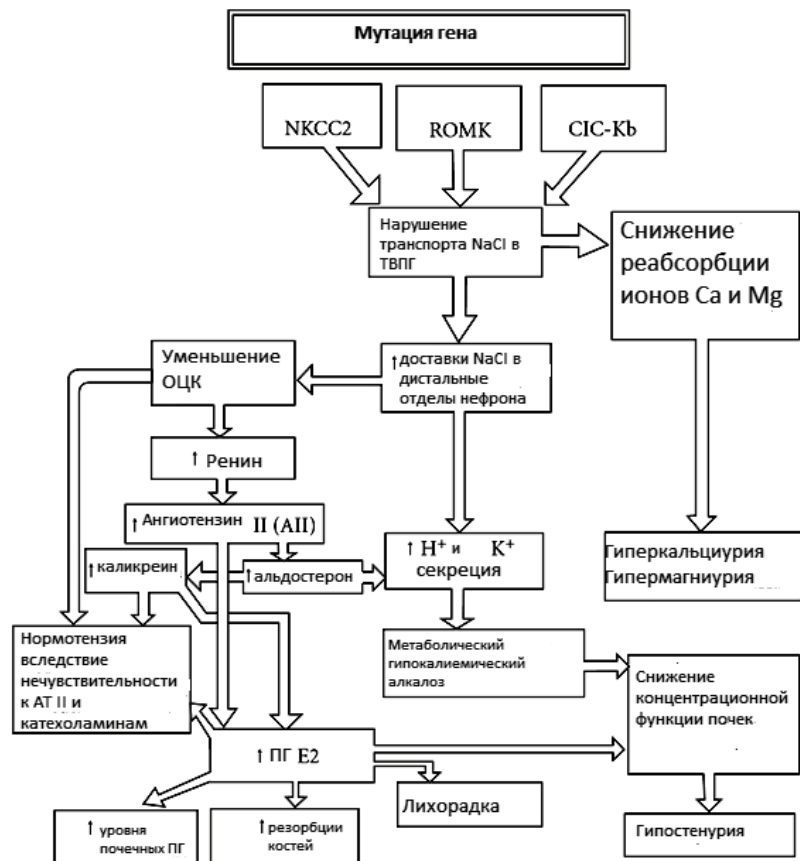 Мутация гена
NKCC2
ROMK
CIC-Kb
Нарушение
транспорта NaCl в
ТВПГ
Снижение
реабсорбции
ионов Ca и Mg
Уменьшение
ОЦК
↑ доставки NaCl в
дистальные
отделы нефрона
↑ Ренин
↑ Ангиотензин II (AII)
↑ каликреин
↑ альдостерон
↑ H⁺ и K⁺
секреция
Гиперкальциурия
Гипермагниурия
Нормотензия
вследствие
нечувствительности
к АТ II и
катехоламинам
Метаболический
гипокалиемический
алкалоз
Снижение
концентрационной
функции почек
↑ ПГ E2
Лихорадка
Гипостенурия
↑ уровня
почечных ПГ
↑ резорбции
костей